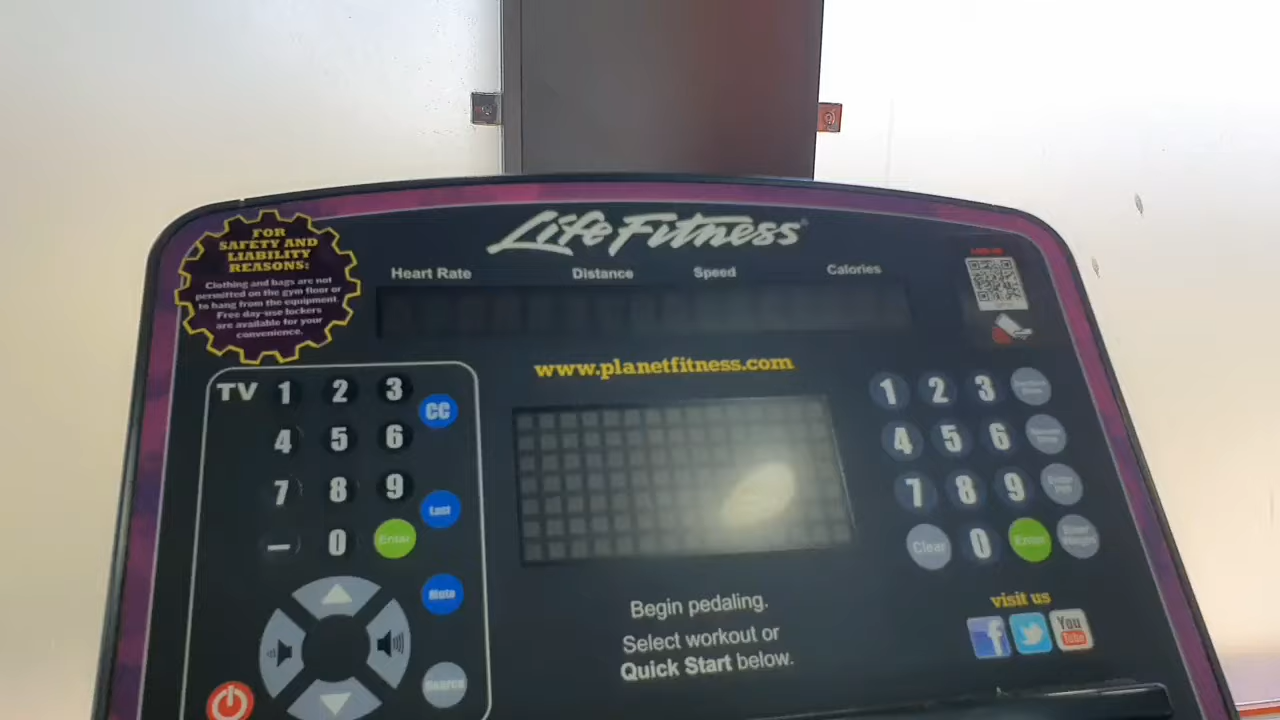 Life Fitness
FOR
SAFETY AND
LIABILITY
REASONS:
Clothing and bags are not
permitted on the gym floor or
to hang from the equipment.
Free day-use lockers
are available for your
convenience.
Heart Rate Distance Speed Calories
www.planetfitness.com
TV 1 2 3
CC
4 5 6
7 8 9
Last
– 0 Enter
Mute
Source
1 2 3
4 5 6
7 8 9
Clear 0 Enter
Begin pedaling.
Select workout or
Quick Start below.
visit us
f
You
Tube